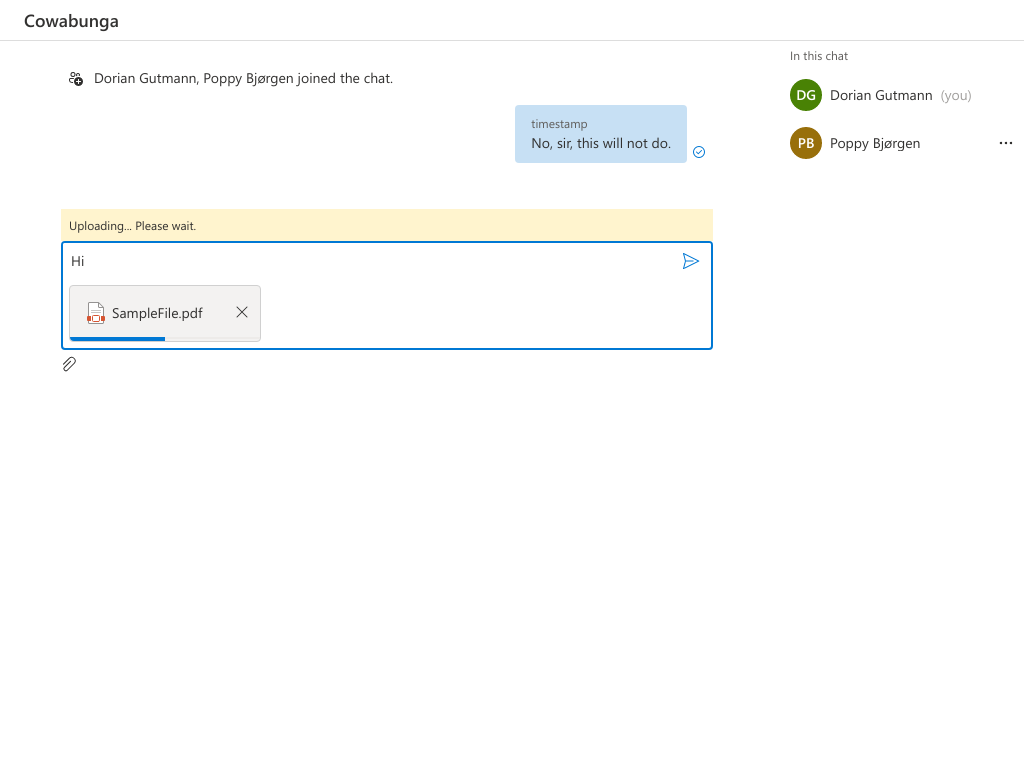 Cowabunga
Dorian Gutmann, Poppy Bjørgen joined the chat.
timestamp
No, sir, this will not do.
Uploading... Please wait.
Hi
SampleFile.pdf
In this chat
DG Dorian Gutmann (you)
PB Poppy Bjørgen